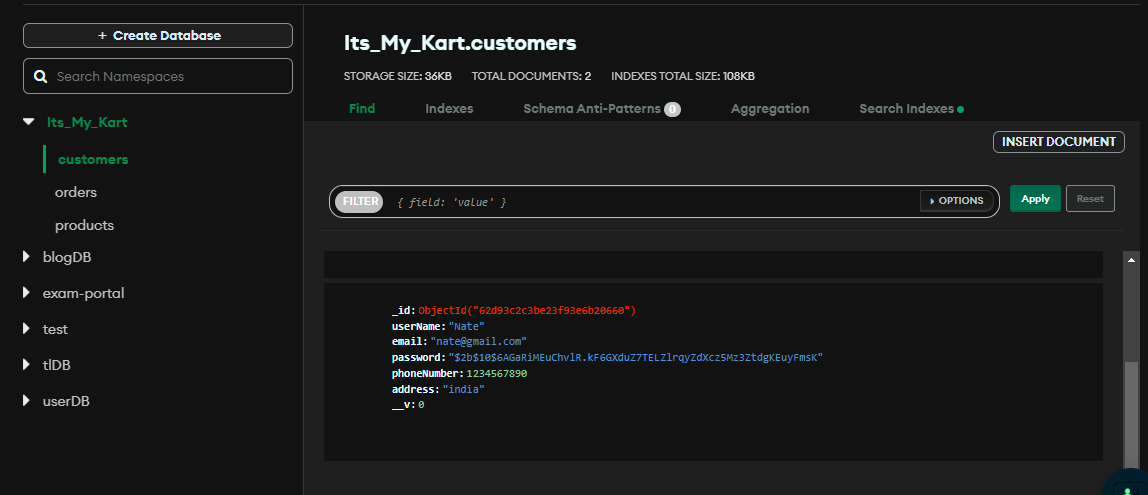 + Create Database
Search Namespaces
Its_My_Kart
customers
orders
products
blogDB
exam-portal
test
tlDB
userDB
Its_My_Kart.customers
STORAGE SIZE: 36KB TOTAL DOCUMENTS: 2 INDEXES TOTAL SIZE: 108KB
Find Indexes Schema Anti-Patterns 0 Aggregation Search Indexes
INSERT DOCUMENT
FILTER { field: 'value' } OPTIONS Apply Reset
_id: ObjectId("62d93c2c3be23f93e6b20660")
userName: "Nate"
email: "nate@gmail.com"
password: "$2b$10$6AGaRiMEuChvlR.kF6GXduZ7TELZlrqyZdXcz5Mz3ZtdgKEuyFmsK"
phoneNumber: 1234567890
address: "india"
__v: 0